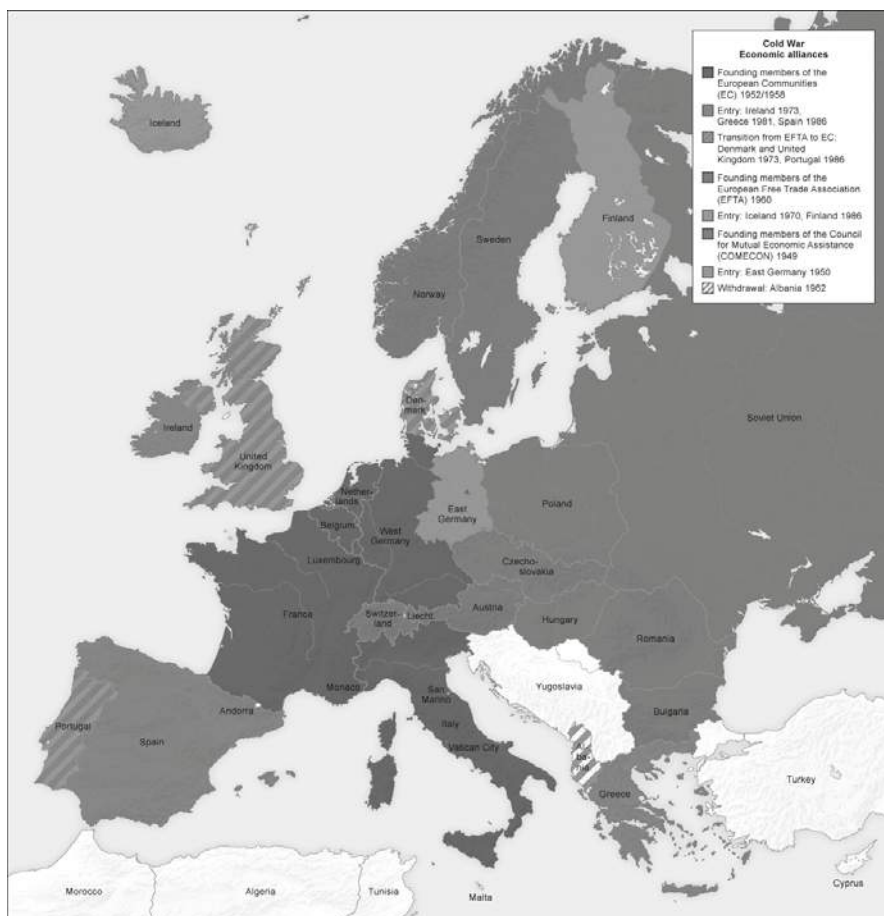 Cold War
Economic alliances
Founding members of the
European Communities
(EC) 1952/1958
Entry: Ireland 1973,
Greece 1981, Spain 1986
Transition from EFTA to EC:
Denmark and United
Kingdom 1973, Portugal 1986
Founding members of the
European Free Trade Association
(EFTA) 1960
Entry: Iceland 1970, Finland 1986
Founding members of the Council
for Mutual Economic Assistance
(COMECON) 1949
Entry: East Germany 1950
Withdrawal: Albania 1962
Iceland
Finland
Sweden
Norway
Soviet Union
Den-
mark
Ireland
United
Kingdom
Nether-
lands
Belgium
Luxembourg
West
Germany
East
Germany
Poland
Czecho-
slovakia
France
Switzer-
land
Liecht.
Austria
Hungary
Romania
Monaco
San
Marino
Yugoslavia
Andorra
Italy
Bulgaria
Portugal
Spain
Vatican City
Al-
ba-
nia
Greece
Turkey
Morocco
Algeria
Tunisia
Malta
Cyprus